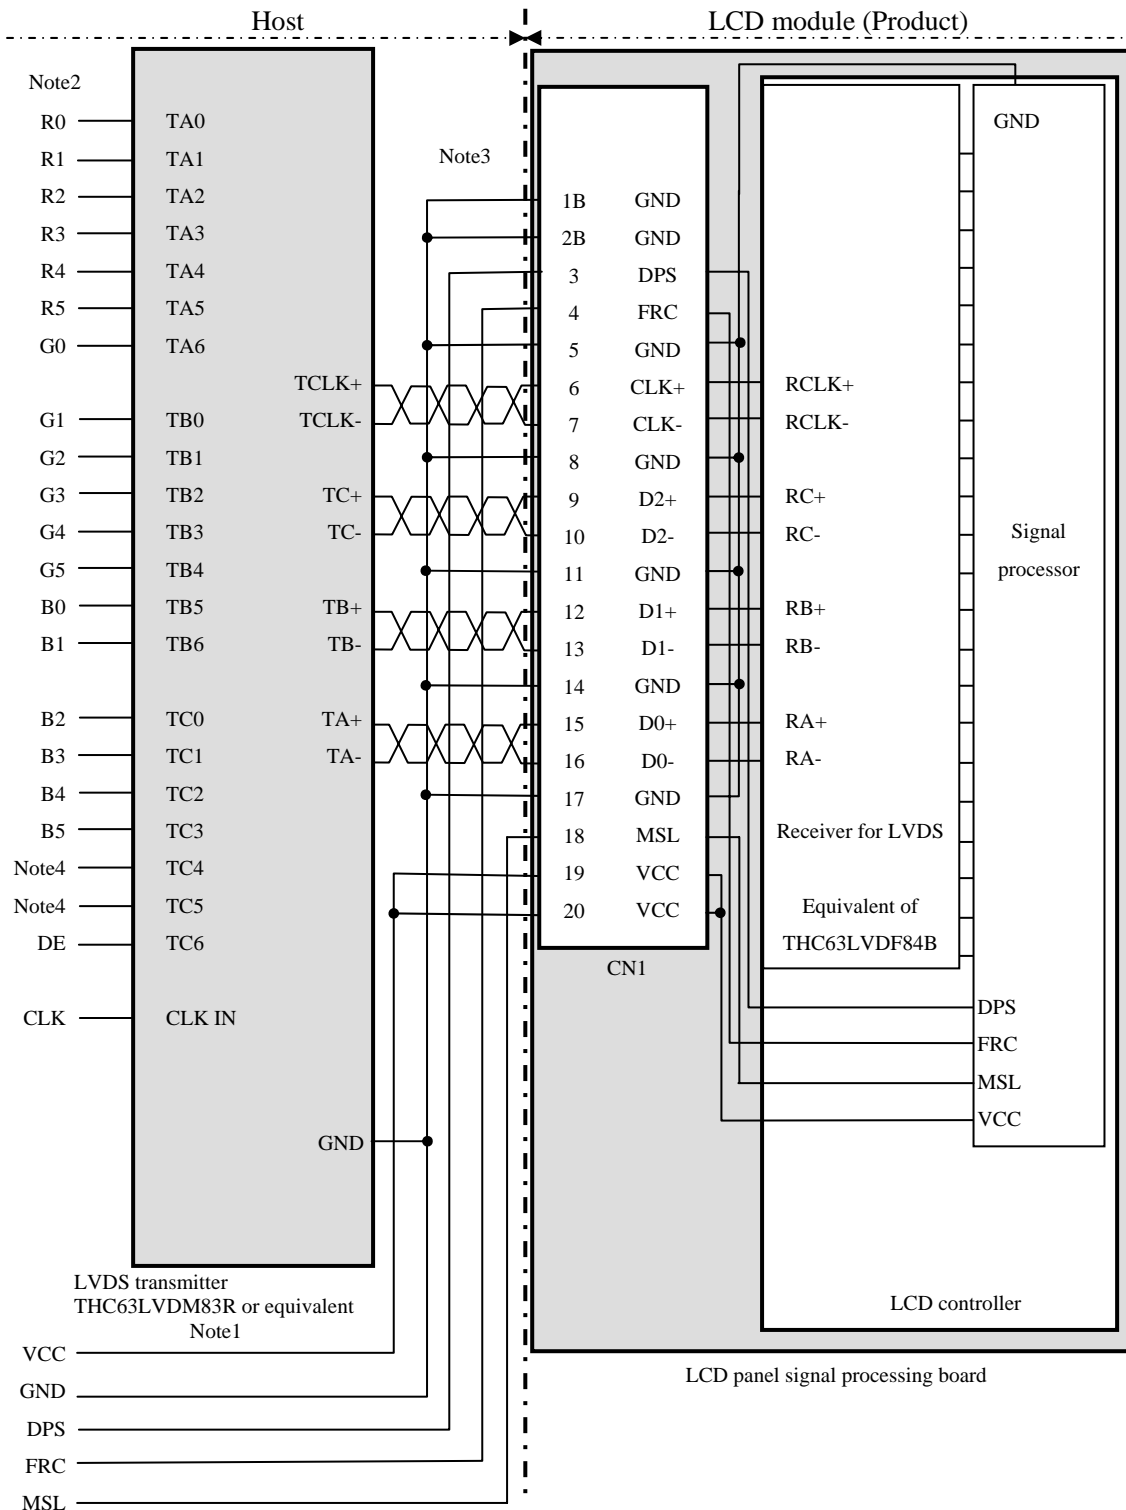 Host
LCD module (Product)
Note2
R0 TA0
R1 TA1
R2 TA2
R3 TA3
R4 TA4
R5 TA5
G0 TA6
TCLK+
G1 TB0 TCLK-
G2 TB1
G3 TB2 TC+
G4 TB3 TC-
G5 TB4
B0 TB5 TB+
B1 TB6 TB-
B2 TC0 TA+
B3 TC1 TA-
B4 TC2
B5 TC3
Note4 TC4
Note4 TC5
DE TC6
CLK CLK IN
GND
LVDS transmitter
THC63LVDM83R or equivalent
Note1
VCC
GND
DPS
FRC
MSL
Note3
1B GND
2B GND
3 DPS
4 FRC
5 GND
6 CLK+
7 CLK-
8 GND
9 D2+
10 D2-
11 GND
12 D1+
13 D1-
14 GND
15 D0+
16 D0-
17 GND
18 MSL
19 VCC
20 VCC
CN1
RCLK+
RCLK-
RC+
RC-
RB+
RB-
RA+
RA-
Receiver for LVDS
Equivalent of
THC63LVDF84B
GND
Signal
processor
DPS
FRC
MSL
VCC
LCD controller
LCD panel signal processing board